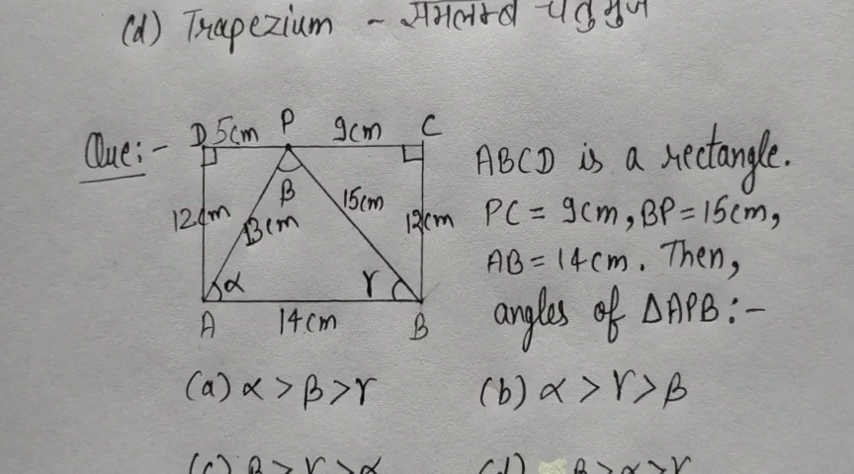 (d) Trapezium - समलम्ब चतुर्भुज
Que:-
D 5cm P 9cm C
ABCD is a rectangle.
β 15cm
12cm 13cm 12cm
PC = 9cm, BP = 15cm,
AB = 14cm. Then,
α γ
A 14cm B
angles of ΔAPB :-
(a) α > β > γ (b) α > γ > β
(c) β > γ > α (d) β > α > γ